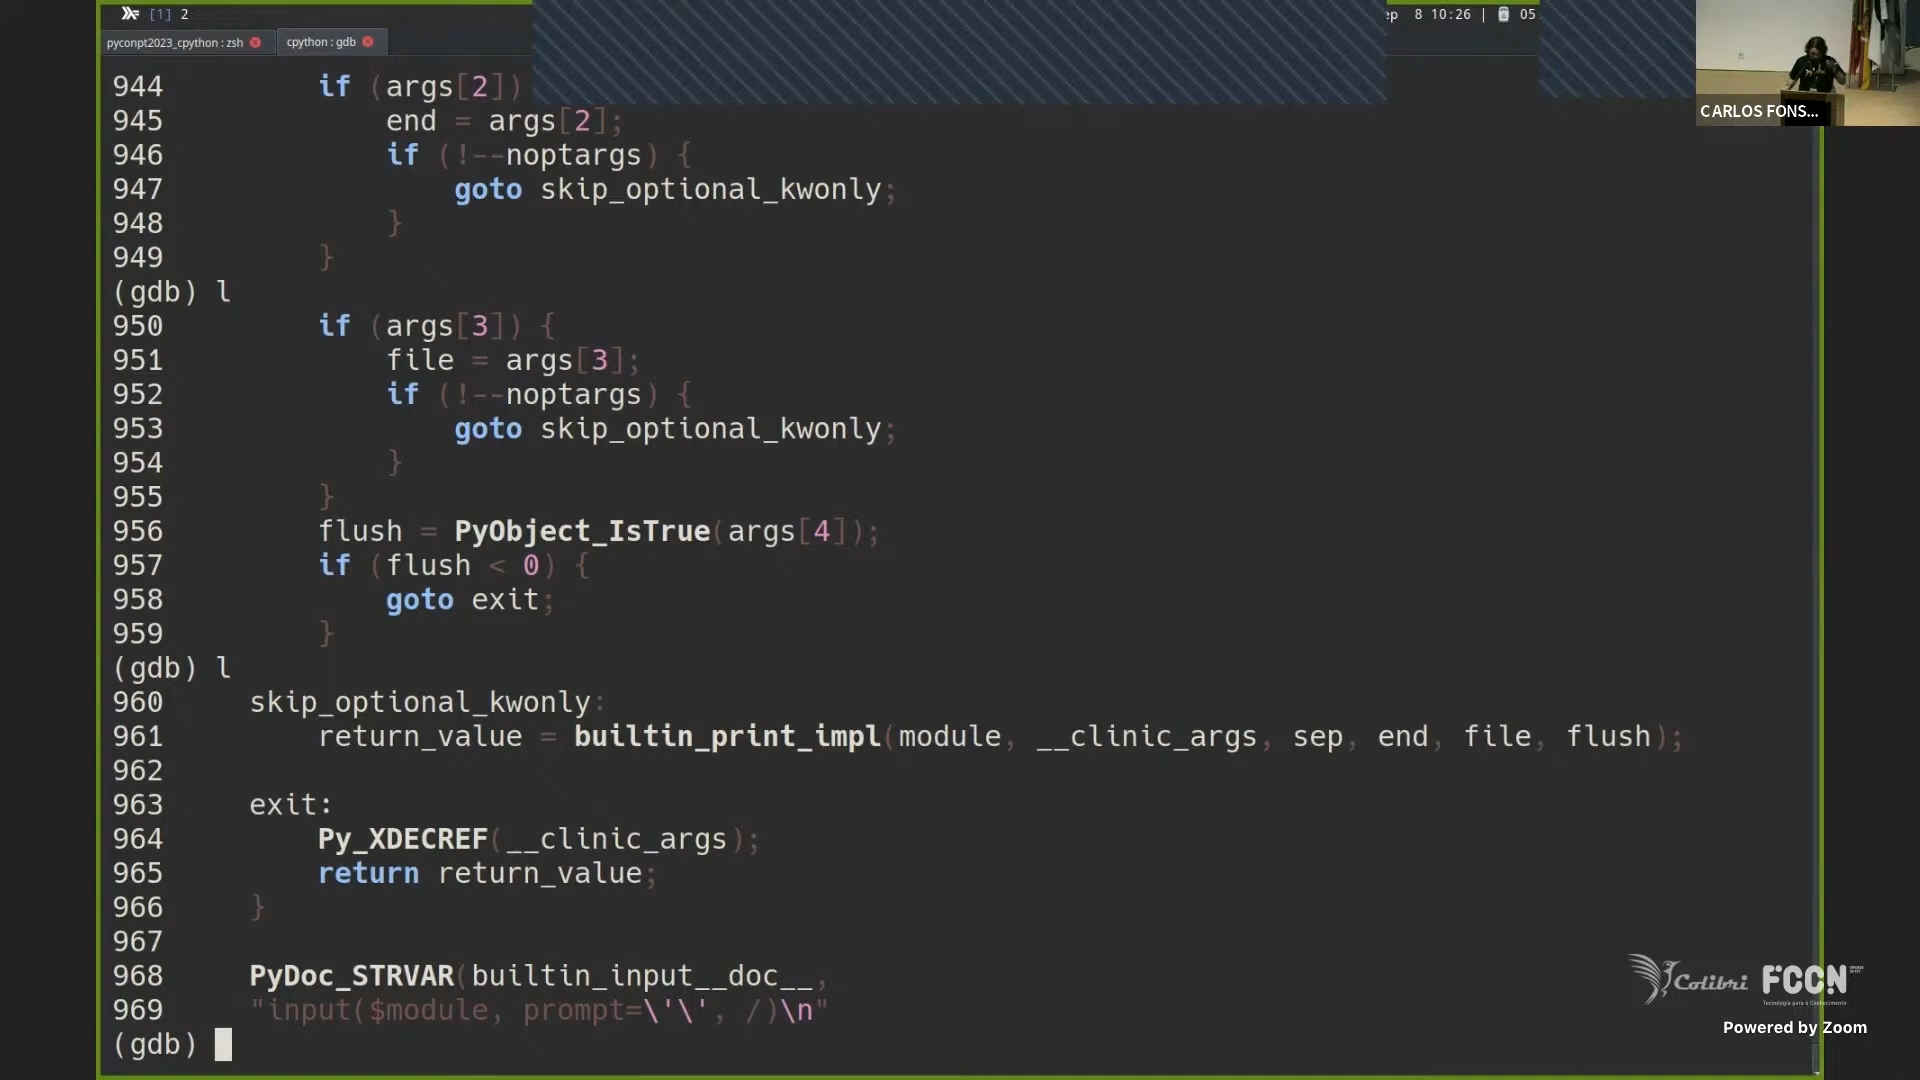 [1] 2
ep 8 10:26 | 05
pyconpt2023_cpython : zsh
cpython : gdb
CARLOS FONS...
944 if (args[2])
945 end = args[2];
946 if (!--noptargs) {
947 goto skip_optional_kwonly;
948 }
949 }
(gdb) l
950 if (args[3]) {
951 file = args[3];
952 if (!--noptargs) {
953 goto skip_optional_kwonly;
954 }
955 }
956 flush = PyObject_IsTrue(args[4]);
957 if (flush < 0) {
958 goto exit;
959 }
(gdb) l
960 skip_optional_kwonly:
961 return_value = builtin_print_impl(module, __clinic_args, sep, end, file, flush);
962
963 exit:
964 Py_XDECREF(__clinic_args);
965 return return_value;
966 }
967
968 PyDoc_STRVAR(builtin_input__doc__,
969 "input($module, prompt=\'\', /)\n"
(gdb)
Colibri FCCN
Tecnologia para o Conhecimento
Powered by Zoom